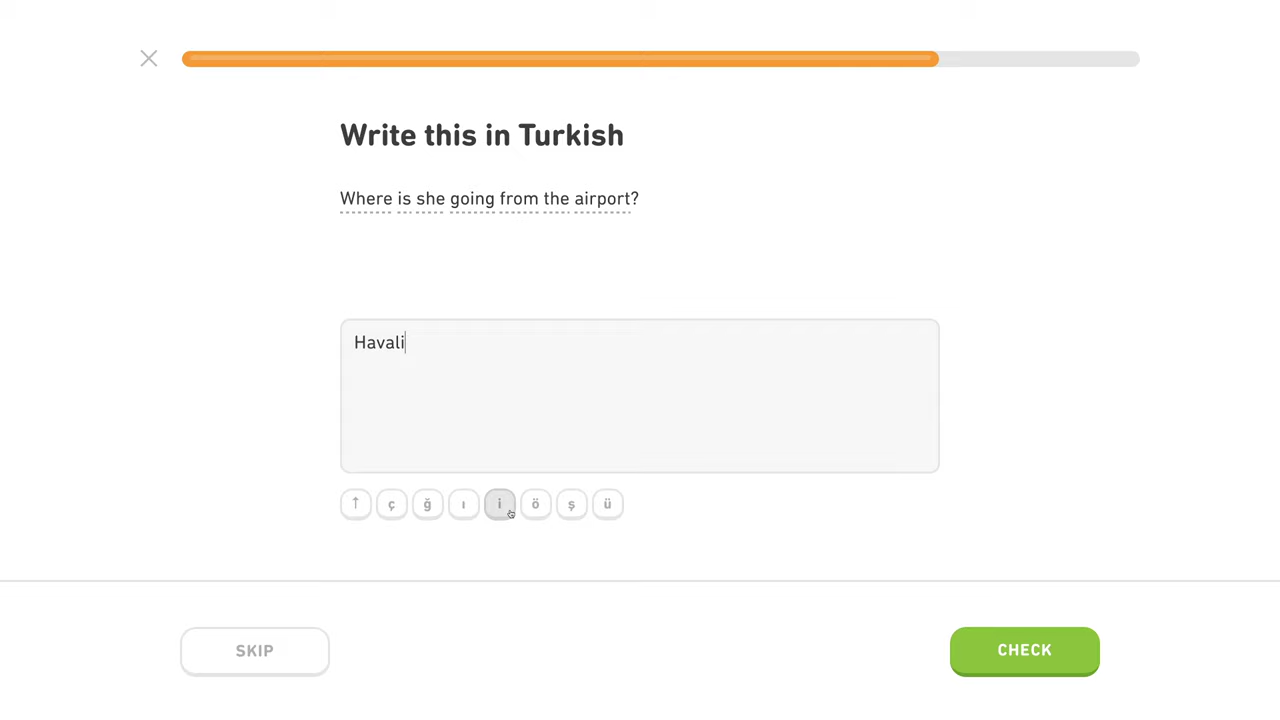 Write this in Turkish
Where is she going from the airport?
Havali
↑ ç ğ ı i ö ş ü
SKIP
CHECK